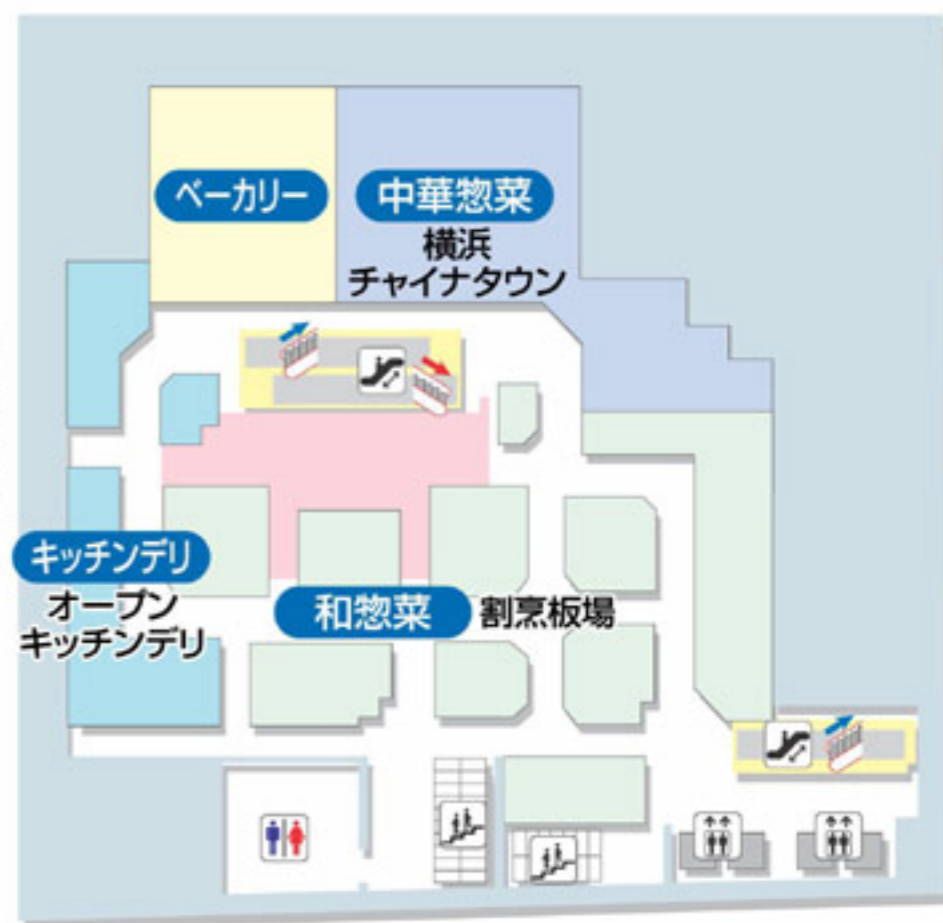 ベーカリー
中華惣菜
横浜
チャイナタウン
キッチンデリ
オープン
キッチンデリ
和惣菜 割烹板場